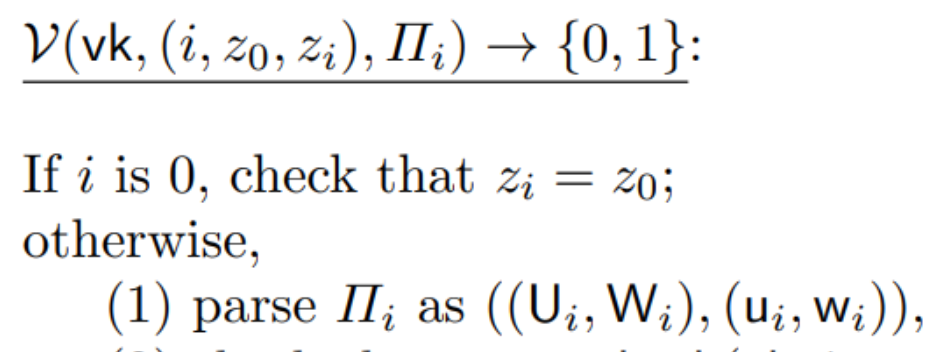 𝒱(vk, (i, z₀, zᵢ), Πᵢ) → {0, 1}:
If i is 0, check that zᵢ = z₀;
otherwise,
(1) parse Πᵢ as ((Uᵢ, Wᵢ), (uᵢ, wᵢ)),